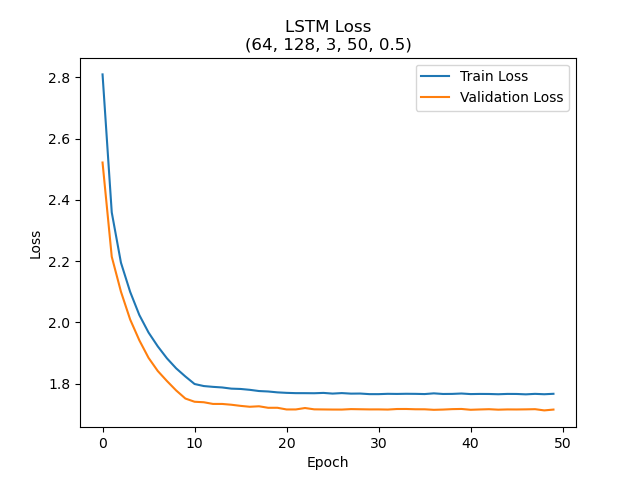 LSTM Loss
(64, 128, 3, 50, 0.5)
Train Loss
Validation Loss
2.8
2.6
2.4
2.2
2.0
1.8
Loss
0 10 20 30 40 50
Epoch